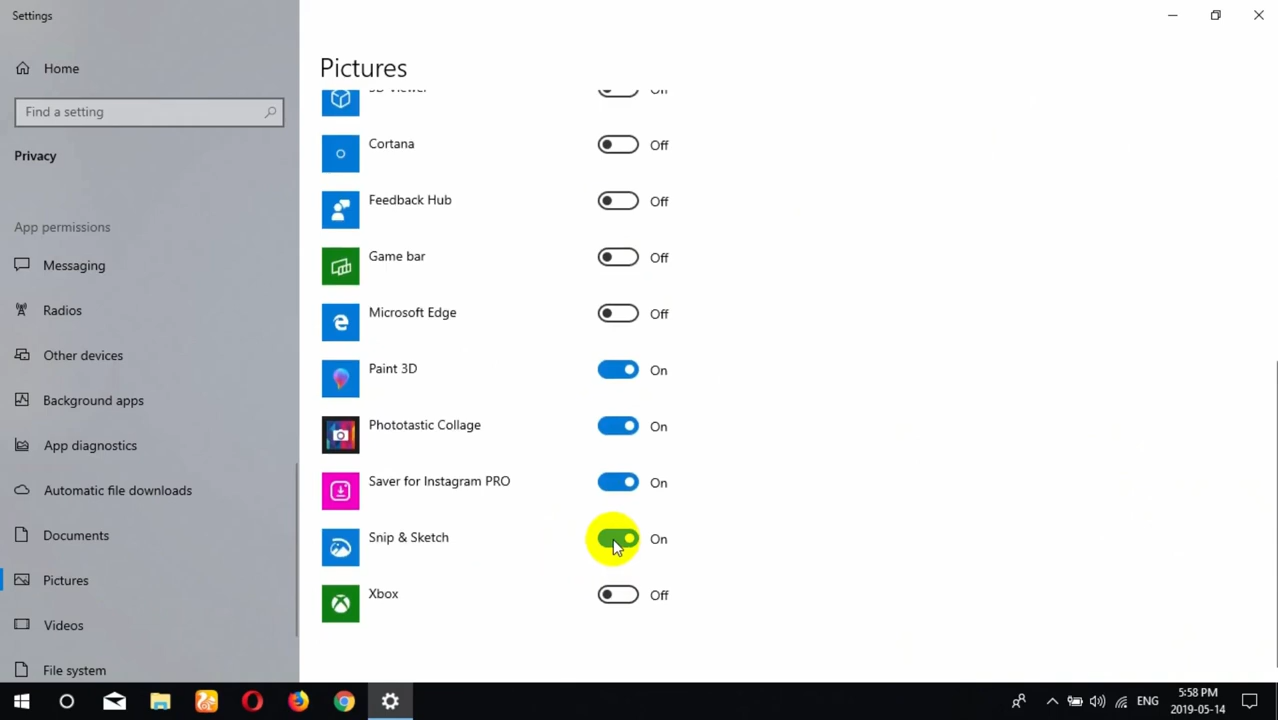 Settings
Home
Find a setting
Privacy
App permissions
Messaging
Radios
Other devices
Background apps
App diagnostics
Automatic file downloads
Documents
Pictures
Videos
File system
Pictures
3D Viewer Off
Cortana Off
Feedback Hub Off
Game bar Off
Microsoft Edge Off
Paint 3D On
Phototastic Collage On
Saver for Instagram PRO On
Snip & Sketch On
Xbox Off
ENG
5:58 PM
2019-05-14